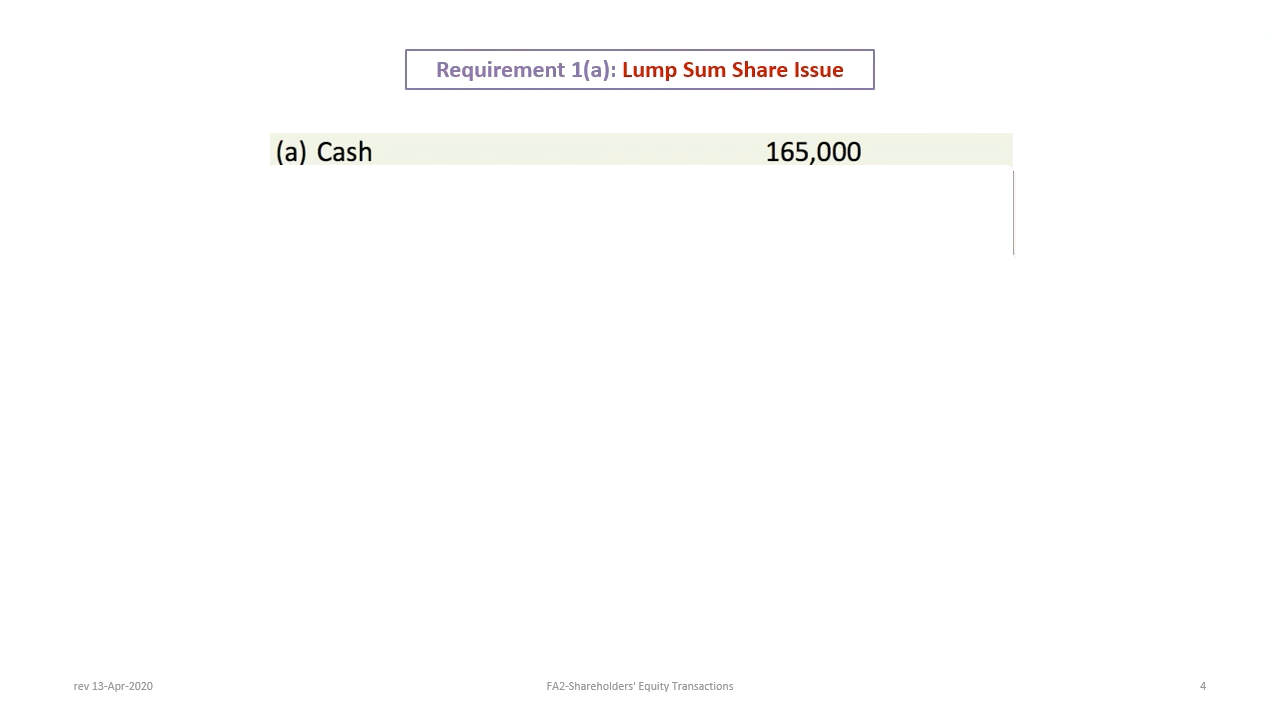 Requirement 1(a): Lump Sum Share Issue
(a) Cash 165,000
rev 13-Apr-2020 FA2-Shareholders' Equity Transactions 4